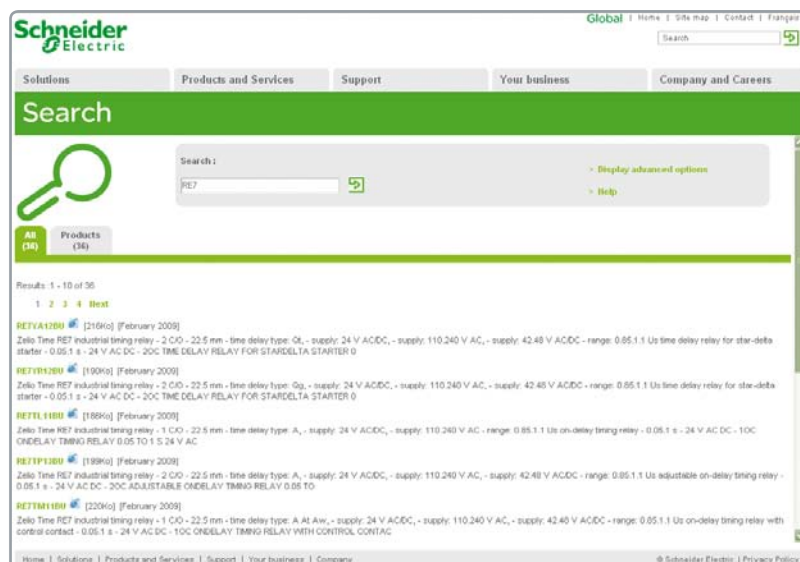 Global | Home | Site map | Contact | Français
Schneider Electric
Search
Solutions
Products and Services
Support
Your business
Company and Careers
Search
Search :
RE7
> Display advanced options
> Help
All (36)
Products (36)
Results :1 - 10 of 36
1 2 3 4 Next
RE7YA12BU [216Ko] [February 2009]
Zelio Time RE7 industrial timing relay - 2 C/O - 22.5 mm - time delay type: Qt, - supply: 24 V AC/DC, - supply: 110.240 V AC, - supply: 42.48 V AC/DC - range: 0.05.1.1 Us time delay relay for star-delta
starter - 0.05.1 s - 24 V AC DC - 2OC TIME DELAY RELAY FOR STARDELTA STARTER 0
RE7YR12BU [190Ko] [February 2009]
Zelio Time RE7 industrial timing relay - 2 C/O - 22.5 mm - time delay type: Qg, - supply: 24 V AC/DC, - supply: 110.240 V AC, - supply: 42.48 V AC/DC - range: 0.05.1.1 Us time delay relay for star-delta
starter - 0.05.1 s - 24 V AC DC - 2OC TIME DELAY RELAY FOR STARDELTA STARTER 0
RE7TL11BU [186Ko] [February 2009]
Zelio Time RE7 industrial timing relay - 1 C/O - 22.5 mm - time delay type: A, - supply: 24 V AC/DC, - supply: 110.240 V AC - range: 0.05.1.1 Us on-delay timing relay - 0.05.1 s - 24 V AC DC - 1OC
ONDELAY TIMING RELAY 0.05 TO 1 S 24 V AC
RE7TP13BU [199Ko] [February 2009]
Zelio Time RE7 industrial timing relay - 2 C/O - 22.5 mm - time delay type: A, - supply: 24 V AC/DC, - supply: 110.240 V AC, - supply: 42.48 V AC/DC - range: 0.05.1.1 Us adjustable on-delay timing relay -
0.05.1 s - 24 V AC DC - 2OC ADJUSTABLE ONDELAY TIMING RELAY 0.05 TO
RE7TM11BU [220Ko] [February 2009]
Zelio Time RE7 industrial timing relay - 1 C/O - 22.5 mm - time delay type: A At Aw, - supply: 24 V AC/DC, - supply: 110.240 V AC, - supply: 42.48 V AC/DC - range: 0.05.1.1 Us on-delay timing relay with
control contact - 0.05.1 s - 24 V AC DC - 1OC ONDELAY TIMING RELAY WITH CONTROL CONTAC
Home | Solutions | Products and Services | Support | Your business | Company
© Schneider Electric | Privacy Policy